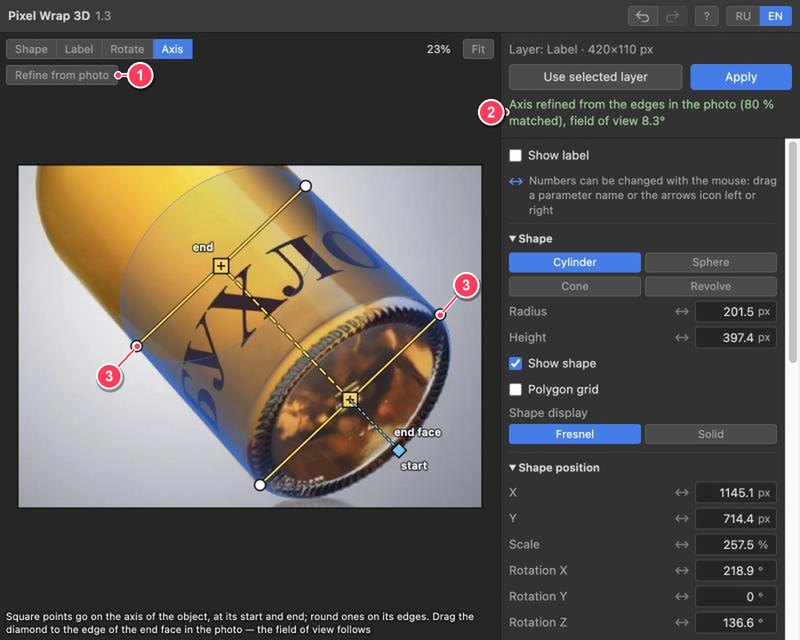 Pixel Wrap 3D 1.3
? RU EN
Shape Label Rotate Axis 23% Fit
Refine from photo 1
Layer: Label · 420×110 px
Use selected layer Apply
2 Axis refined from the edges in the photo (80 %
matched), field of view 8.3°
Show label
Numbers can be changed with the mouse: drag
a parameter name or the arrows icon left or
right
Shape
Cylinder Sphere
Cone Revolve
Radius 201.5 px
Height 397.4 px
Show shape
Polygon grid
Shape display
Fresnel Solid
Shape position
X 1145.1 px
Y 714.4 px
Scale 257.5 %
Rotation X 218.9 °
Rotation Y 0 °
Rotation Z 136.6 °
end
БУХЛО
3
3
end face
start
Square points go on the axis of the object, at its start and end; round ones on its edges. Drag the
diamond to the edge of the end face in the photo — the field of view follows